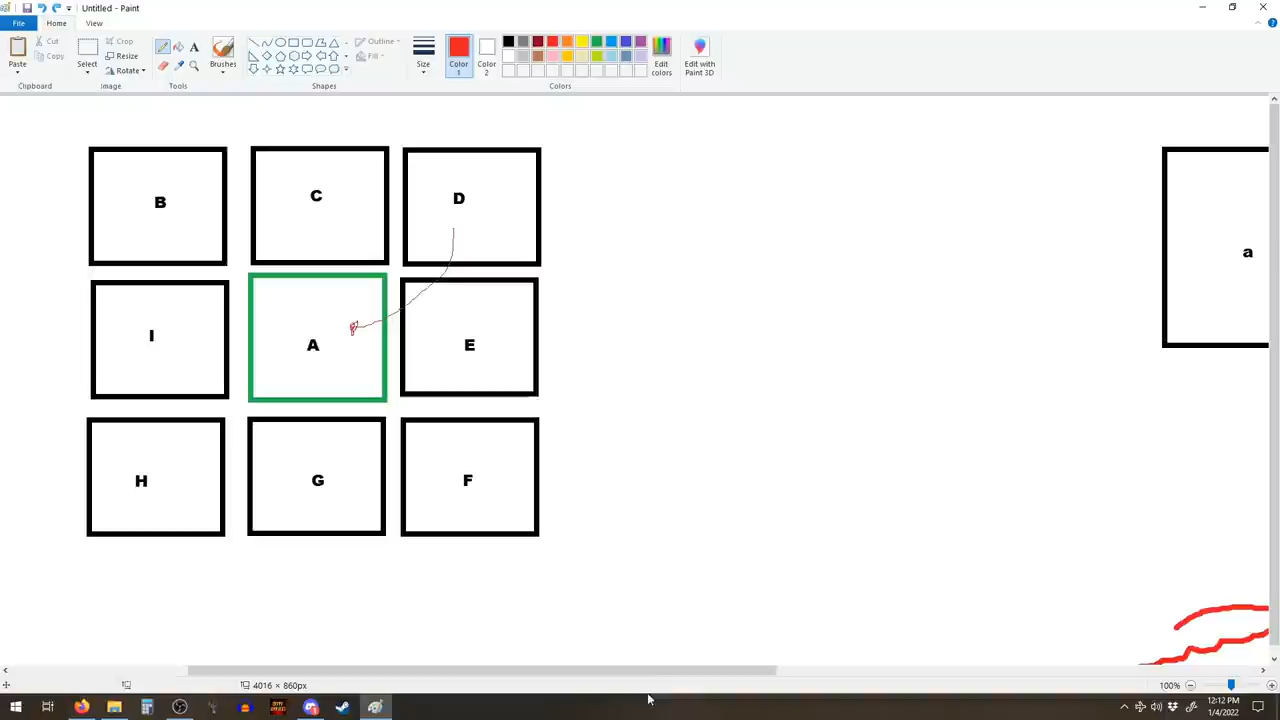 Untitled - Paint
File
Home
View
Paste
Cut
Copy
Clipboard
Select
Crop
Resize
Rotate
Image
A
Tools
Brushes
Shapes
Outline
Fill
Size
Color 1
Color 2
Colors
Edit colors
Edit with Paint 3D
B
C
D
a
I
A
E
H
G
F
4016 × 860px
100%
12:12 PM
1/4/2022